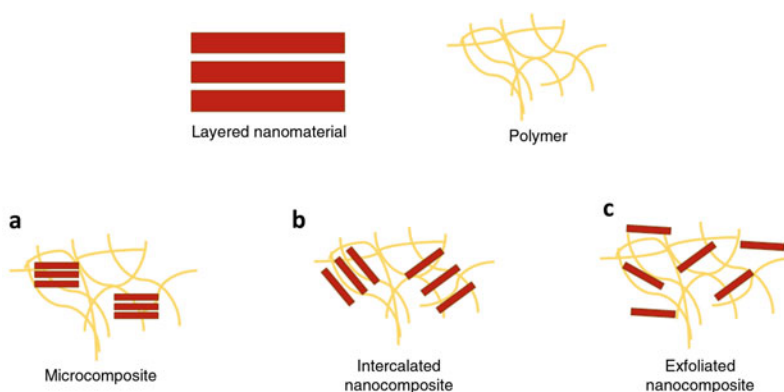 Layered nanomaterial
Polymer
a
b
c
Microcomposite
Intercalated
nanocomposite
Exfoliated
nanocomposite